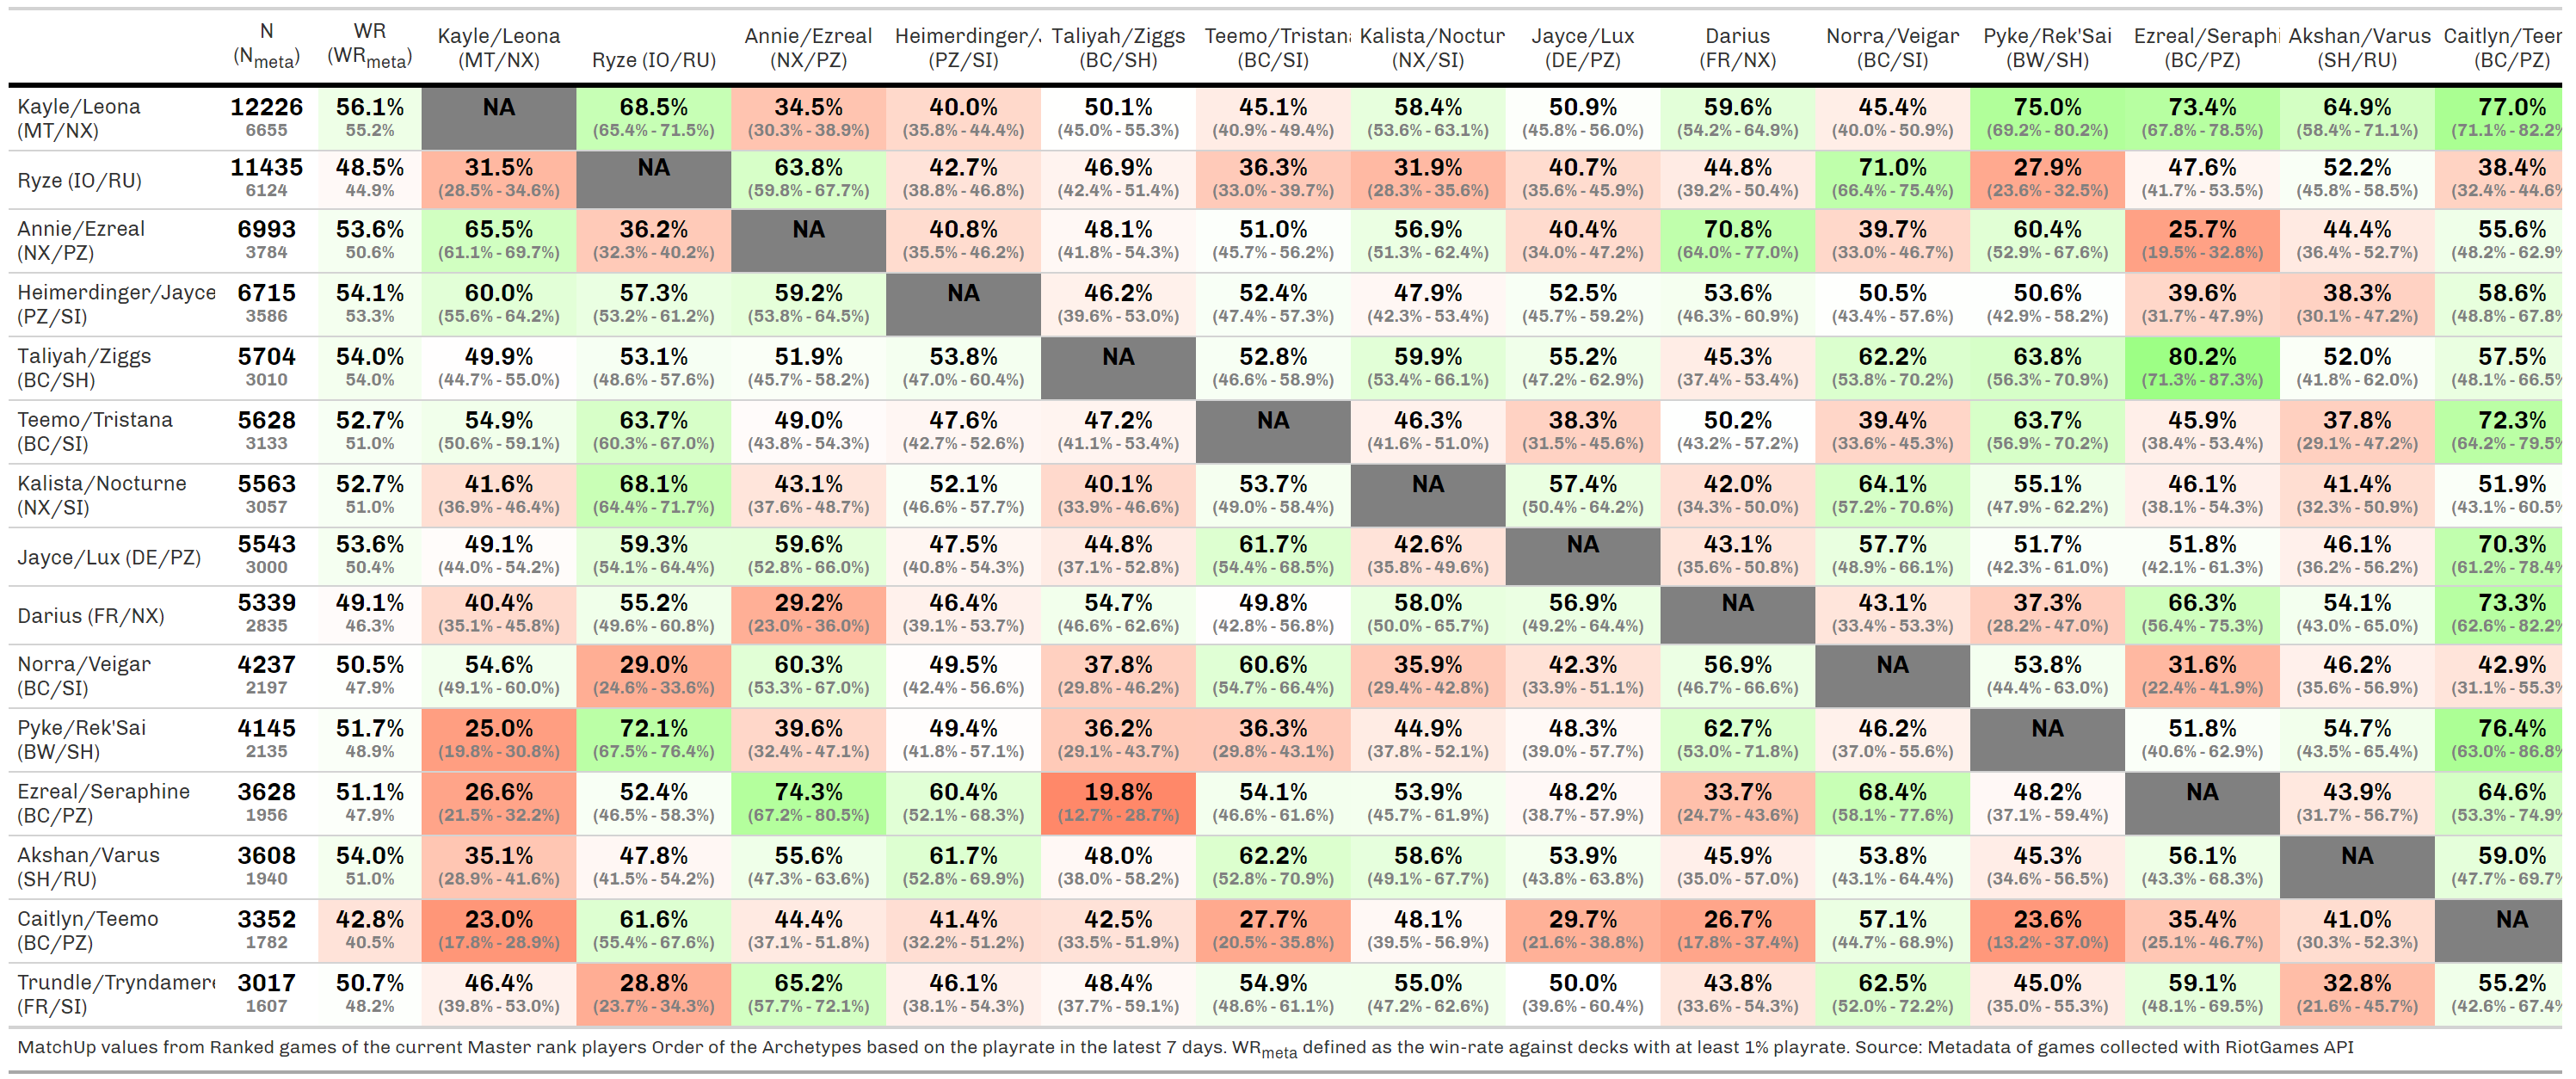 N WR Kayle/Leona Annie/Ezreal Heimerdinger/J Taliyah/Ziggs Teemo/Tristana Kalista/Noctur Jayce/Lux Darius Norra/Veigar Pyke/Rek'Sai Ezreal/Seraphi Akshan/Varus Caitlyn/Teer
(Nmeta) (WRmeta) (MT/NX) Ryze (IO/RU) (NX/PZ) (PZ/SI) (BC/SH) (BC/SI) (NX/SI) (DE/PZ) (FR/NX) (BC/SI) (BW/SH) (BC/PZ) (SH/RU) (BC/PZ)
Kayle/Leona 12226 56.1% NA 68.5% 34.5% 40.0% 50.1% 45.1% 58.4% 50.9% 59.6% 45.4% 75.0% 73.4% 64.9% 77.0%
(MT/NX) 6655 55.2% (65.4% - 71.5%) (30.3% - 38.9%) (35.8% - 44.4%) (45.0% - 55.3%) (40.9% - 49.4%) (53.6% - 63.1%) (45.8% - 56.0%) (54.2% - 64.9%) (40.0% - 50.9%) (69.2% - 80.2%) (67.8% - 78.5%) (58.4% - 71.1%) (71.1% - 82.2%
Ryze (IO/RU) 11435 48.5% 31.5% NA 63.8% 42.7% 46.9% 36.3% 31.9% 40.7% 44.8% 71.0% 27.9% 47.6% 52.2% 38.4%
6124 44.9% (28.5% - 34.6%) (59.8% - 67.7%) (38.8% - 46.8%) (42.4% - 51.4%) (33.0% - 39.7%) (28.3% - 35.6%) (35.6% - 45.9%) (39.2% - 50.4%) (66.4% - 75.4%) (23.6% - 32.5%) (41.7% - 53.5%) (45.8% - 58.5%) (32.4% - 44.6%
Annie/Ezreal 6993 53.6% 65.5% 36.2% NA 40.8% 48.1% 51.0% 56.9% 40.4% 70.8% 39.7% 60.4% 25.7% 44.4% 55.6%
(NX/PZ) 3784 50.6% (61.1% - 69.7%) (32.3% - 40.2%) (35.5% - 46.2%) (41.8% - 54.3%) (45.7% - 56.2%) (51.3% - 62.4%) (34.0% - 47.2%) (64.0% - 77.0%) (33.0% - 46.7%) (52.9% - 67.6%) (19.5% - 32.8%) (36.4% - 52.7%) (48.2% - 62.9%
Heimerdinger/Jayce 6715 54.1% 60.0% 57.3% 59.2% NA 46.2% 52.4% 47.9% 52.5% 53.6% 50.5% 50.6% 39.6% 38.3% 58.6%
(PZ/SI) 3586 53.3% (55.6% - 64.2%) (53.2% - 61.2%) (53.8% - 64.5%) (39.6% - 53.0%) (47.4% - 57.3%) (42.3% - 53.4%) (45.7% - 59.2%) (46.3% - 60.9%) (43.4% - 57.6%) (42.9% - 58.2%) (31.7% - 47.9%) (30.1% - 47.2%) (48.8% - 67.8%
Taliyah/Ziggs 5704 54.0% 49.9% 53.1% 51.9% 53.8% NA 52.8% 59.9% 55.2% 45.3% 62.2% 63.8% 80.2% 52.0% 57.5%
(BC/SH) 3010 54.0% (44.7% - 55.0%) (48.6% - 57.6%) (45.7% - 58.2%) (47.0% - 60.4%) (46.6% - 58.9%) (53.4% - 66.1%) (47.2% - 62.9%) (37.4% - 53.4%) (53.8% - 70.2%) (56.3% - 70.9%) (71.3% - 87.3%) (41.8% - 62.0%) (48.1% - 66.5%
Teemo/Tristana 5628 52.7% 54.9% 63.7% 49.0% 47.6% 47.2% NA 46.3% 38.3% 50.2% 39.4% 63.7% 45.9% 37.8% 72.3%
(BC/SI) 3133 51.0% (50.6% - 59.1%) (60.3% - 67.0%) (43.8% - 54.3%) (42.7% - 52.6%) (41.1% - 53.4%) (41.6% - 51.0%) (31.5% - 45.6%) (43.2% - 57.2%) (33.6% - 45.3%) (56.9% - 70.2%) (38.4% - 53.4%) (29.1% - 47.2%) (64.2% - 79.5%
Kalista/Nocturne 5563 52.7% 41.6% 68.1% 43.1% 52.1% 40.1% 53.7% NA 57.4% 42.0% 64.1% 55.1% 46.1% 41.4% 51.9%
(NX/SI) 3057 51.0% (36.9% - 46.4%) (64.4% - 71.7%) (37.6% - 48.7%) (46.6% - 57.7%) (33.9% - 46.6%) (49.0% - 58.4%) (50.4% - 64.2%) (34.3% - 50.0%) (57.2% - 70.6%) (47.9% - 62.2%) (38.1% - 54.3%) (32.3% - 50.9%) (43.1% - 60.5%
Jayce/Lux (DE/PZ) 5543 53.6% 49.1% 59.3% 59.6% 47.5% 44.8% 61.7% 42.6% NA 43.1% 57.7% 51.7% 51.8% 46.1% 70.3%
3000 50.4% (44.0% - 54.2%) (54.1% - 64.4%) (52.8% - 66.0%) (40.8% - 54.3%) (37.1% - 52.8%) (54.4% - 68.5%) (35.8% - 49.6%) (35.6% - 50.8%) (48.9% - 66.1%) (42.3% - 61.0%) (42.1% - 61.3%) (36.2% - 56.2%) (61.2% - 78.4%
Darius (FR/NX) 5339 49.1% 40.4% 55.2% 29.2% 46.4% 54.7% 49.8% 58.0% 56.9% NA 43.1% 37.3% 66.3% 54.1% 73.3%
2835 46.3% (35.1% - 45.8%) (49.6% - 60.8%) (23.0% - 36.0%) (39.1% - 53.7%) (46.6% - 62.6%) (42.8% - 56.8%) (50.0% - 65.7%) (49.2% - 64.4%) (33.4% - 53.3%) (28.2% - 47.0%) (56.4% - 75.3%) (43.0% - 65.0%) (62.6% - 82.2%
Norra/Veigar 4237 50.5% 54.6% 29.0% 60.3% 49.5% 37.8% 60.6% 35.9% 42.3% 56.9% NA 53.8% 31.6% 46.2% 42.9%
(BC/SI) 2197 47.9% (49.1% - 60.0%) (24.6% - 33.6%) (53.3% - 67.0%) (42.4% - 56.6%) (29.8% - 46.2%) (54.7% - 66.4%) (29.4% - 42.8%) (33.9% - 51.1%) (46.7% - 66.6%) (44.4% - 63.0%) (22.4% - 41.9%) (35.6% - 56.9%) (31.1% - 55.3%
Pyke/Rek'Sai 4145 51.7% 25.0% 72.1% 39.6% 49.4% 36.2% 36.3% 44.9% 48.3% 62.7% 46.2% NA 51.8% 54.7% 76.4%
(BW/SH) 2135 48.9% (19.8% - 30.8%) (67.5% - 76.4%) (32.4% - 47.1%) (41.8% - 57.1%) (29.1% - 43.7%) (29.8% - 43.1%) (37.8% - 52.1%) (39.0% - 57.7%) (53.0% - 71.8%) (37.0% - 55.6%) (40.6% - 62.9%) (43.5% - 65.4%) (63.0% - 86.8%
Ezreal/Seraphine 3628 51.1% 26.6% 52.4% 74.3% 60.4% 19.8% 54.1% 53.9% 48.2% 33.7% 68.4% 48.2% NA 43.9% 64.6%
(BC/PZ) 1956 47.9% (21.5% - 32.2%) (46.5% - 58.3%) (67.2% - 80.5%) (52.1% - 68.3%) (12.7% - 28.7%) (46.6% - 61.6%) (45.7% - 61.9%) (38.7% - 57.9%) (24.7% - 43.6%) (58.1% - 77.6%) (37.1% - 59.4%) (31.7% - 56.7%) (53.3% - 74.9%
Akshan/Varus 3608 54.0% 35.1% 47.8% 55.6% 61.7% 48.0% 62.2% 58.6% 53.9% 45.9% 53.8% 45.3% 56.1% NA 59.0%
(SH/RU) 1940 51.0% (28.9% - 41.6%) (41.5% - 54.2%) (47.3% - 63.6%) (52.8% - 69.9%) (38.0% - 58.2%) (52.8% - 70.9%) (49.1% - 67.7%) (43.8% - 63.8%) (35.0% - 57.0%) (43.1% - 64.4%) (34.6% - 56.5%) (43.3% - 68.3%) (47.7% - 69.7%
Caitlyn/Teemo 3352 42.8% 23.0% 61.6% 44.4% 41.4% 42.5% 27.7% 48.1% 29.7% 26.7% 57.1% 23.6% 35.4% 41.0% NA
(BC/PZ) 1782 40.5% (17.8% - 28.9%) (55.4% - 67.6%) (37.1% - 51.8%) (32.2% - 51.2%) (33.5% - 51.9%) (20.5% - 35.8%) (39.5% - 56.9%) (21.6% - 38.8%) (17.8% - 37.4%) (44.7% - 68.9%) (13.2% - 37.0%) (25.1% - 46.7%) (30.3% - 52.3%)
Trundle/Tryndamere 3017 50.7% 46.4% 28.8% 65.2% 46.1% 48.4% 54.9% 55.0% 50.0% 43.8% 62.5% 45.0% 59.1% 32.8% 55.2%
(FR/SI) 1607 48.2% (39.8% - 53.0%) (23.7% - 34.3%) (57.7% - 72.1%) (38.1% - 54.3%) (37.7% - 59.1%) (48.6% - 61.1%) (47.2% - 62.6%) (39.6% - 60.4%) (33.6% - 54.3%) (52.0% - 72.2%) (35.0% - 55.3%) (48.1% - 69.5%) (21.6% - 45.7%) (42.6% - 67.4%
MatchUp values from Ranked games of the current Master rank players Order of the Archetypes based on the playrate in the latest 7 days. WRmeta defined as the win-rate against decks with at least 1% playrate. Source: Metadata of games collected with RiotGames API